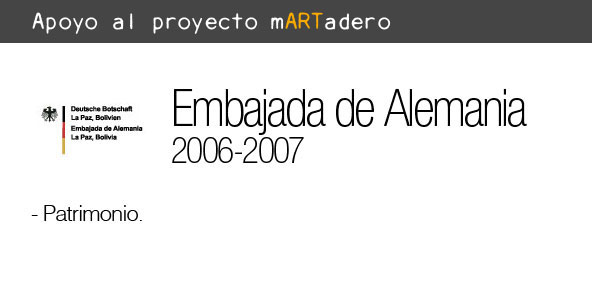 Apoyo al proyecto mARTadero
Deutsche Botschaft
La Paz, Bolivien
Embajada de Alemania
La Paz, Bolivia
Embajada de Alemania
2006-2007
- Patrimonio.